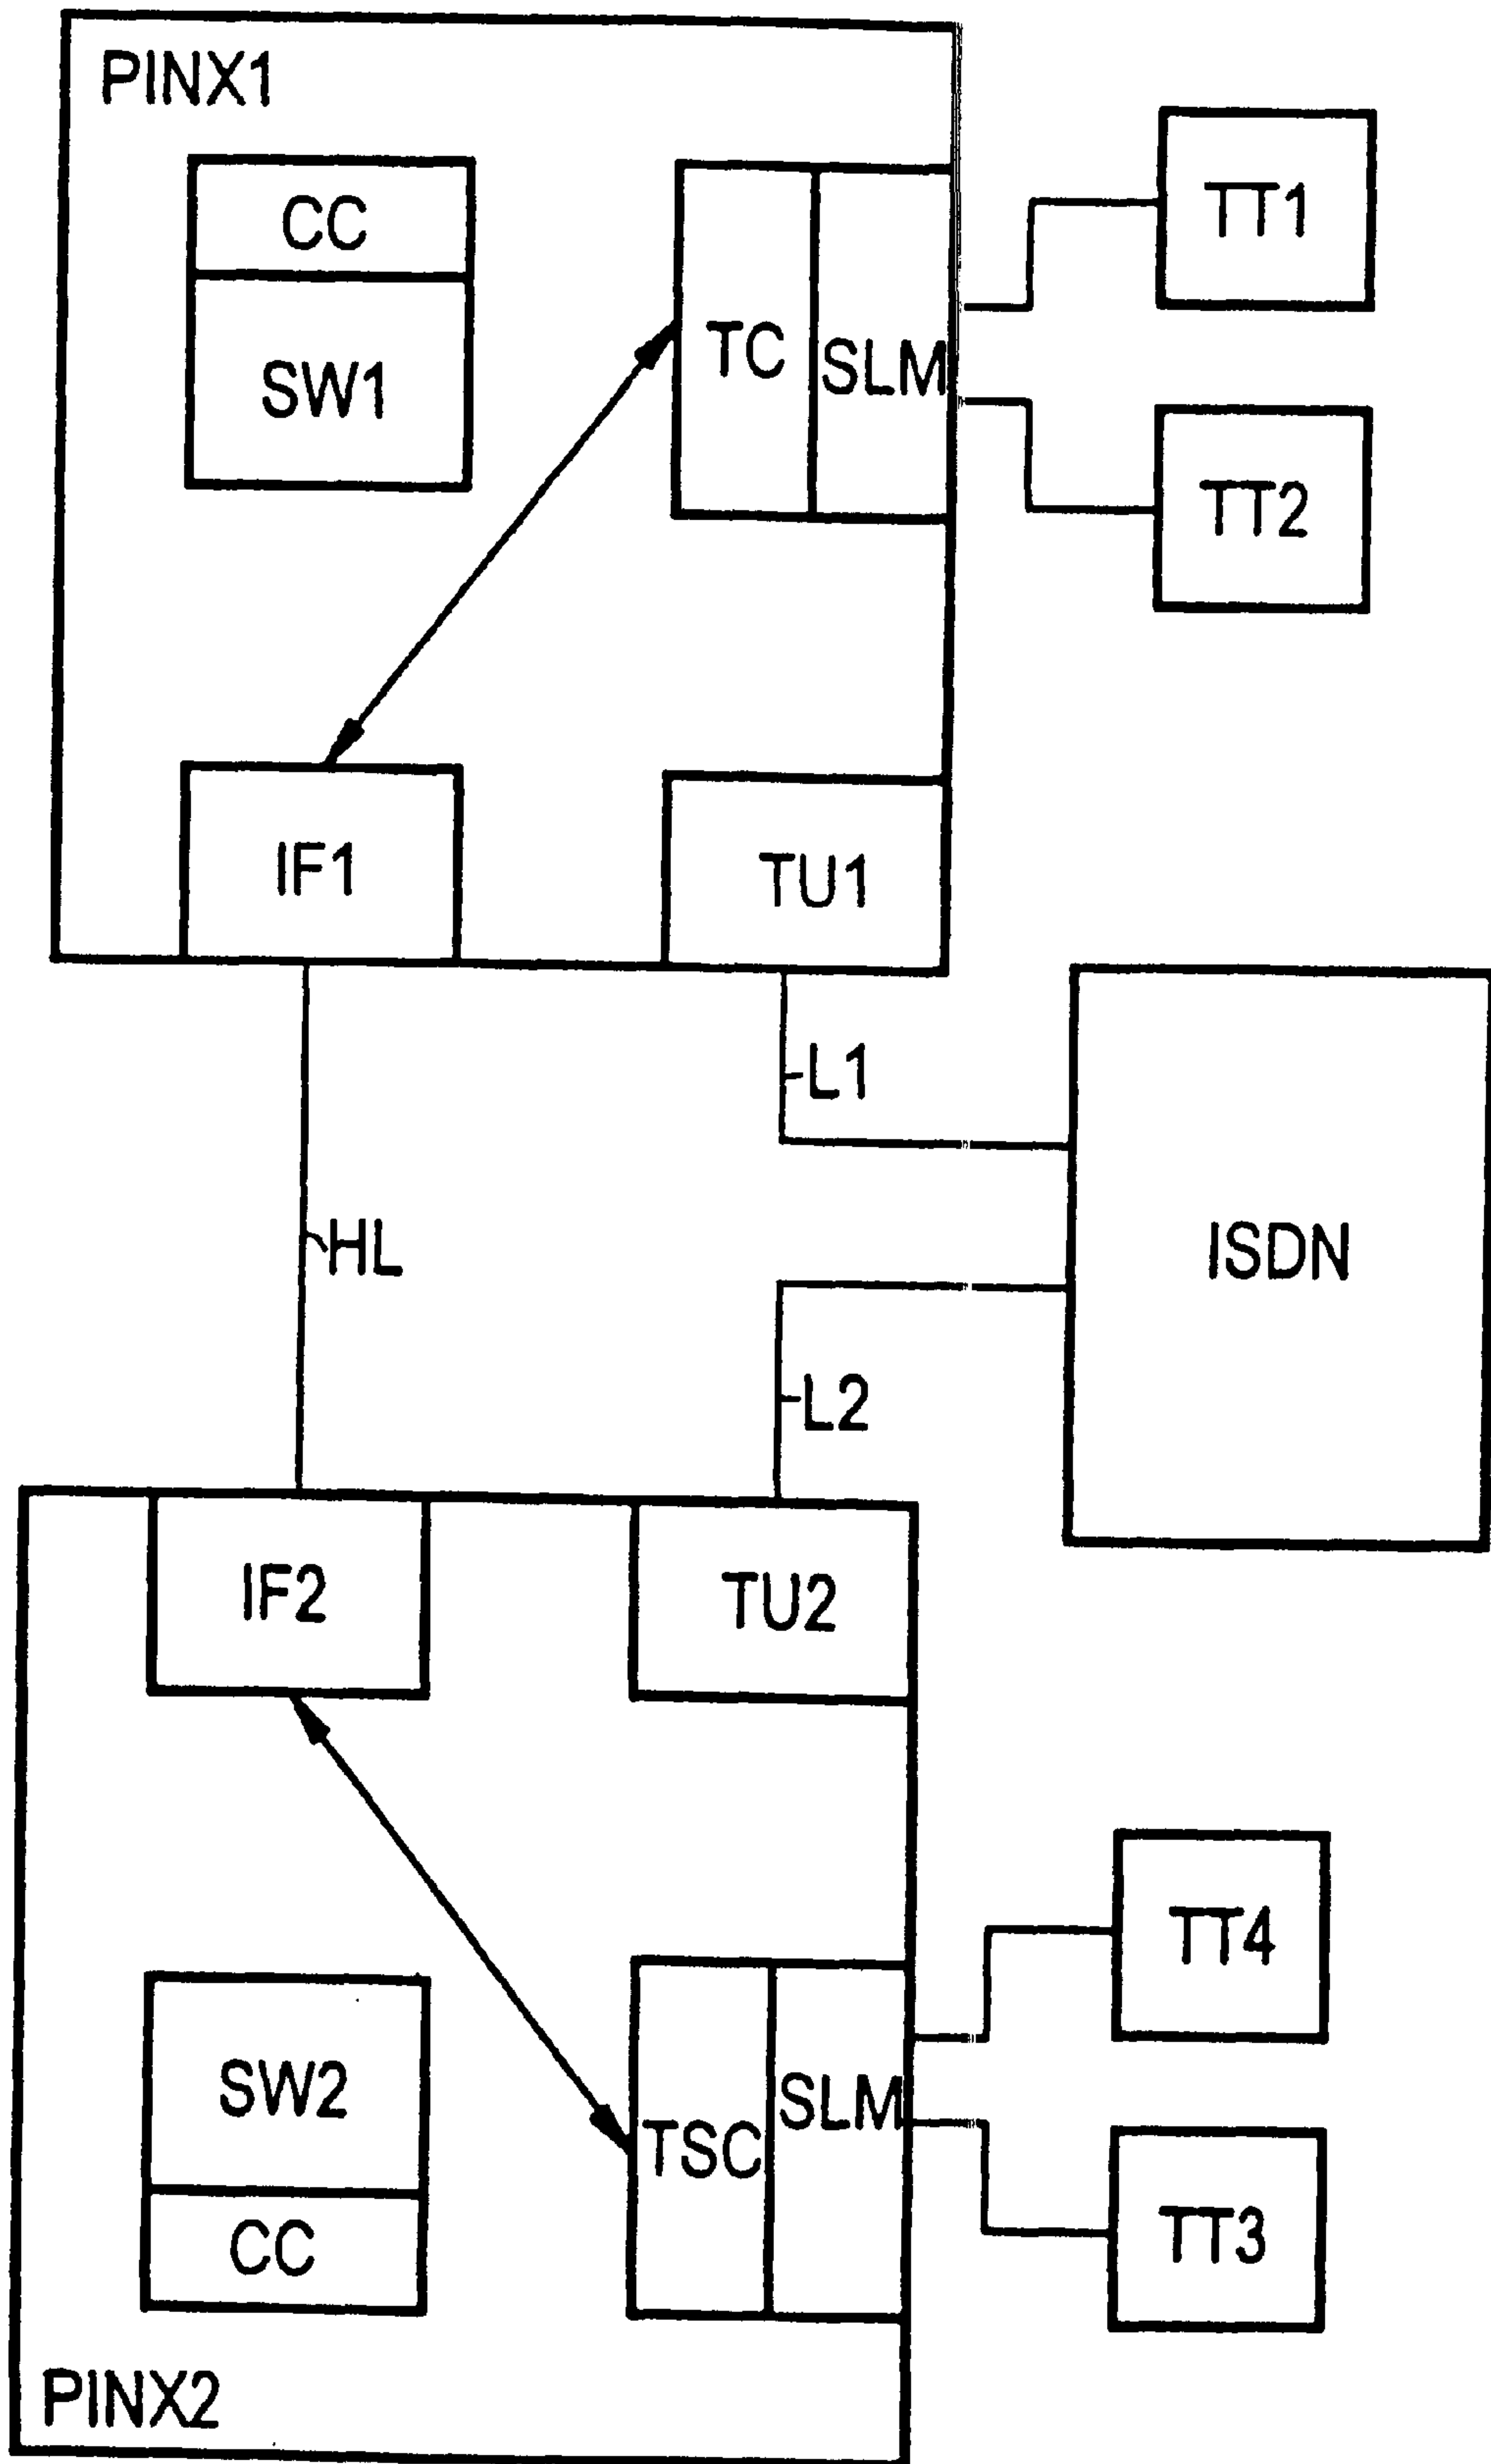 PINX1
CC
SW1
TC
SLM
TT1
TT2
IF1
TU1
L1
HL
ISDN
L2
IF2
TU2
TT4
SW2
SLM
TSC
CC
TT3
PINX2